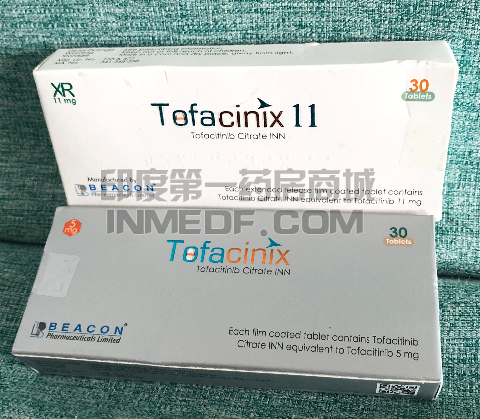 XR
11 mg
30
Tablets
Tofacinix 11
Tofacitinib Citrate INN
Manufactured by
BEACON
Pharmaceuticals Limited
Each extended release film coated tablet contains
Tofacitinib Citrate INN equivalent to Tofacitinib 11 mg
印度第一药房商城
INMEDF.COM
5
mg
30
Tablets
Tofacinix
Tofacitinib Citrate INN
BEACON
Pharmaceuticals Limited
Each film coated tablet contains Tofacitinib
Citrate INN equivalent to Tofacitinib 5 mg